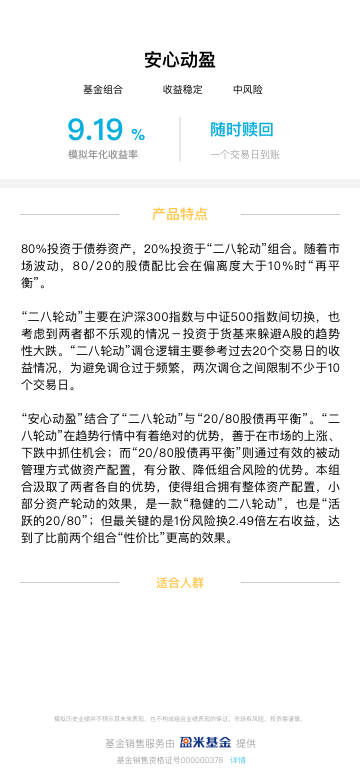 安心动盈
基金组合 收益稳定 中风险
9.19 % 随时赎回
模拟年化收益率 一个交易日到账
产品特点
80%投资于债券资产，20%投资于“二八轮动”组合。随着市
场波动，80/20的股债配比会在偏离度大于10%时“再平
衡”。
“二八轮动”主要在沪深300指数与中证500指数间切换，也
考虑到两者都不乐观的情况－投资于货基来躲避A股的趋势
性大跌。“二八轮动”调仓逻辑主要参考过去20个交易日的收
益情况，为避免调仓过于频繁，两次调仓之间限制不少于10
个交易日。
“安心动盈”结合了“二八轮动”与“20/80股债再平衡”。“二
八轮动”在趋势行情中有着绝对的优势，善于在市场的上涨、
下跌中抓住机会；而“20/80股债再平衡”则通过有效的被动
管理方式做资产配置，有分散、降低组合风险的优势。本组
合汲取了两者各自的优势，使得组合拥有整体资产配置，小
部分资产轮动的效果，是一款“稳健的二八轮动”，也是“活
跃的20/80”；但最关键的是1份风险换2.49倍左右收益，达
到了比前两个组合“性价比”更高的效果。
适合人群
模拟历史业绩并不预示其未来表现，也不构成组合业绩表现的保证。市场有风险，投资需谨慎。
基金销售服务由 盈米基金 提供
基金销售资格证号000000378 详情